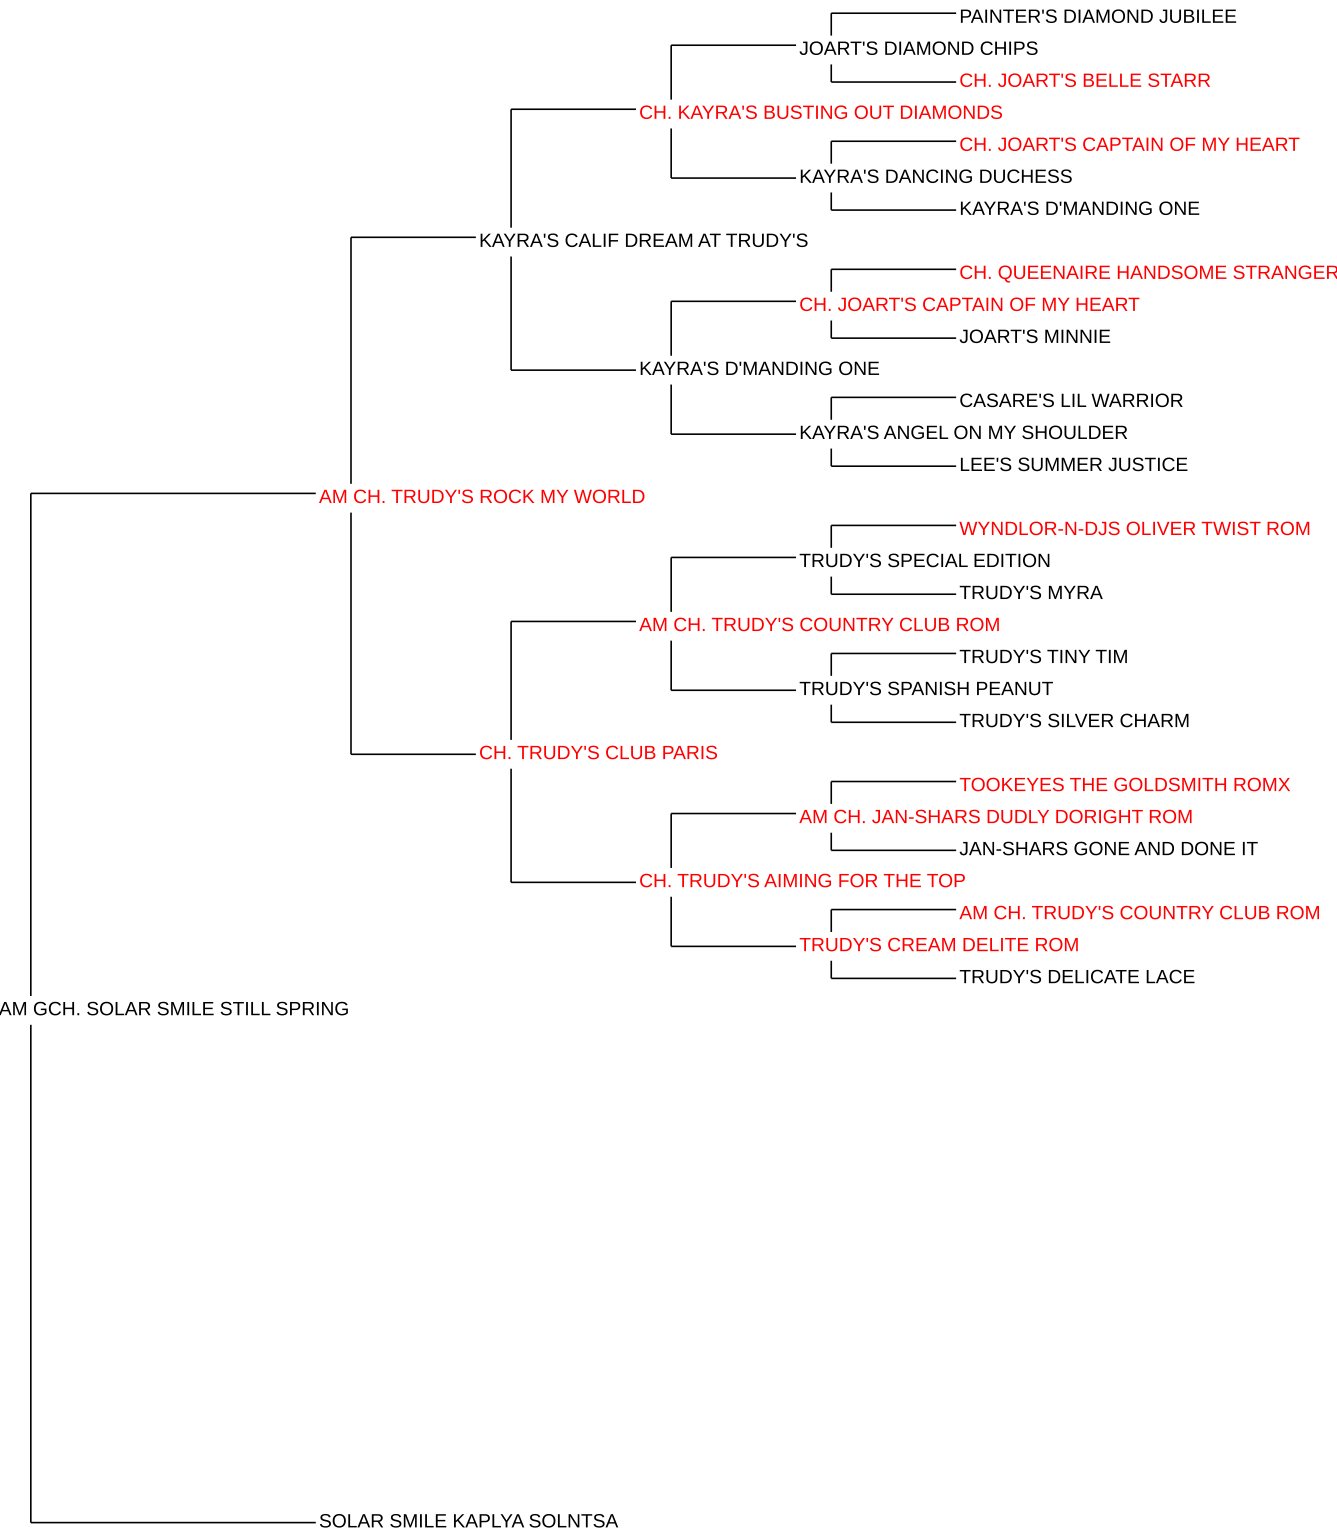 PAINTER'S DIAMOND JUBILEE
JOART'S DIAMOND CHIPS
CH. JOART'S BELLE STARR
CH. KAYRA'S BUSTING OUT DIAMONDS
CH. JOART'S CAPTAIN OF MY HEART
KAYRA'S DANCING DUCHESS
KAYRA'S D'MANDING ONE
KAYRA'S CALIF DREAM AT TRUDY'S
CH. QUEENAIRE HANDSOME STRANGER
CH. JOART'S CAPTAIN OF MY HEART
JOART'S MINNIE
KAYRA'S D'MANDING ONE
CASARE'S LIL WARRIOR
KAYRA'S ANGEL ON MY SHOULDER
LEE'S SUMMER JUSTICE
AM CH. TRUDY'S ROCK MY WORLD
WYNDLOR-N-DJS OLIVER TWIST ROM
TRUDY'S SPECIAL EDITION
TRUDY'S MYRA
AM CH. TRUDY'S COUNTRY CLUB ROM
TRUDY'S TINY TIM
TRUDY'S SPANISH PEANUT
TRUDY'S SILVER CHARM
CH. TRUDY'S CLUB PARIS
TOOKEYES THE GOLDSMITH ROMX
AM CH. JAN-SHARS DUDLY DORIGHT ROM
JAN-SHARS GONE AND DONE IT
CH. TRUDY'S AIMING FOR THE TOP
AM CH. TRUDY'S COUNTRY CLUB ROM
TRUDY'S CREAM DELITE ROM
TRUDY'S DELICATE LACE
AM GCH. SOLAR SMILE STILL SPRING
SOLAR SMILE KAPLYA SOLNTSA